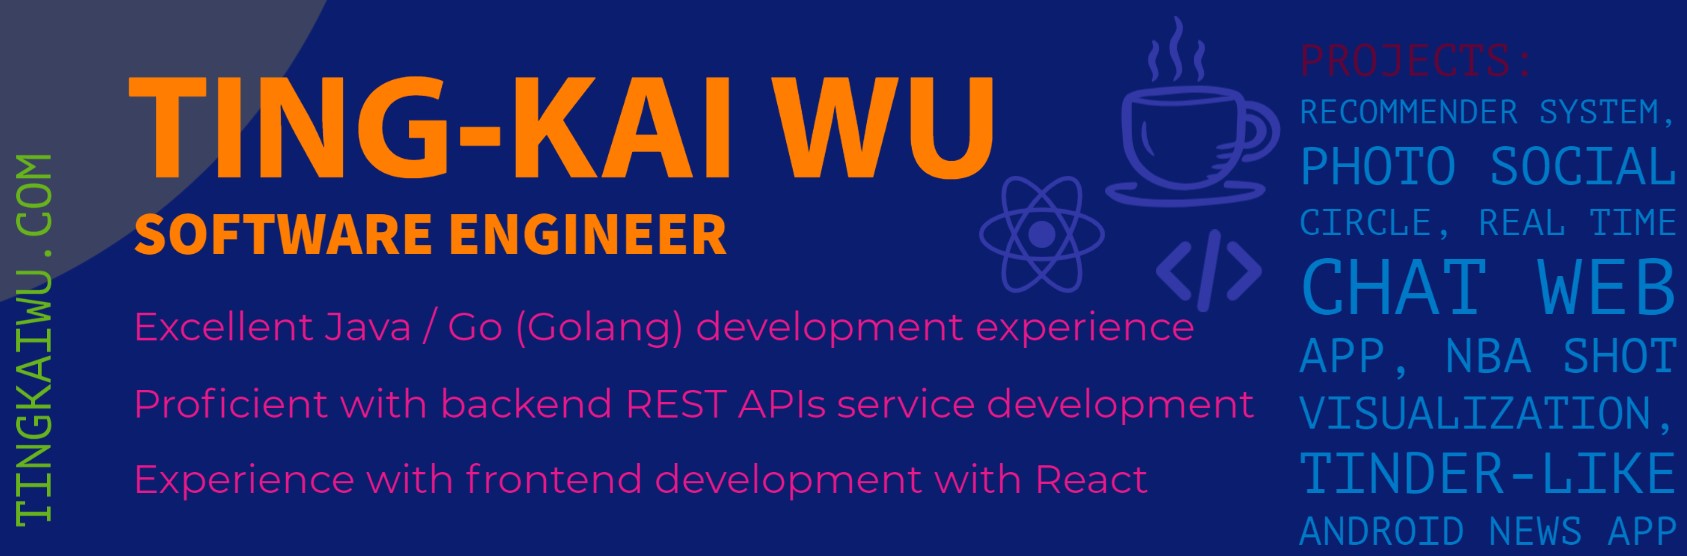 TINGKAIWU.COM
TING-KAI WU
SOFTWARE ENGINEER
Excellent Java / Go (Golang) development experience
Proficient with backend REST APIs service development
Experience with frontend development with React
</>
PROJECTS:
RECOMMENDER SYSTEM,
PHOTO SOCIAL
CIRCLE, REAL TIME
CHAT WEB
APP, NBA SHOT
VISUALIZATION,
TINDER-LIKE
ANDROID NEWS APP